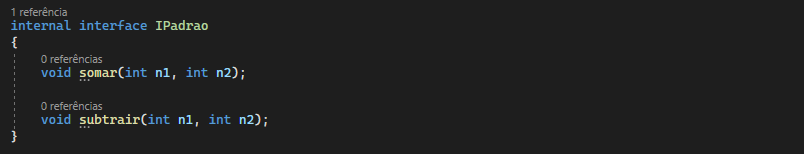 1 referência
internal interface IPadrao
{
0 referências
void somar(int n1, int n2);
0 referências
void subtrair(int n1, int n2);
}